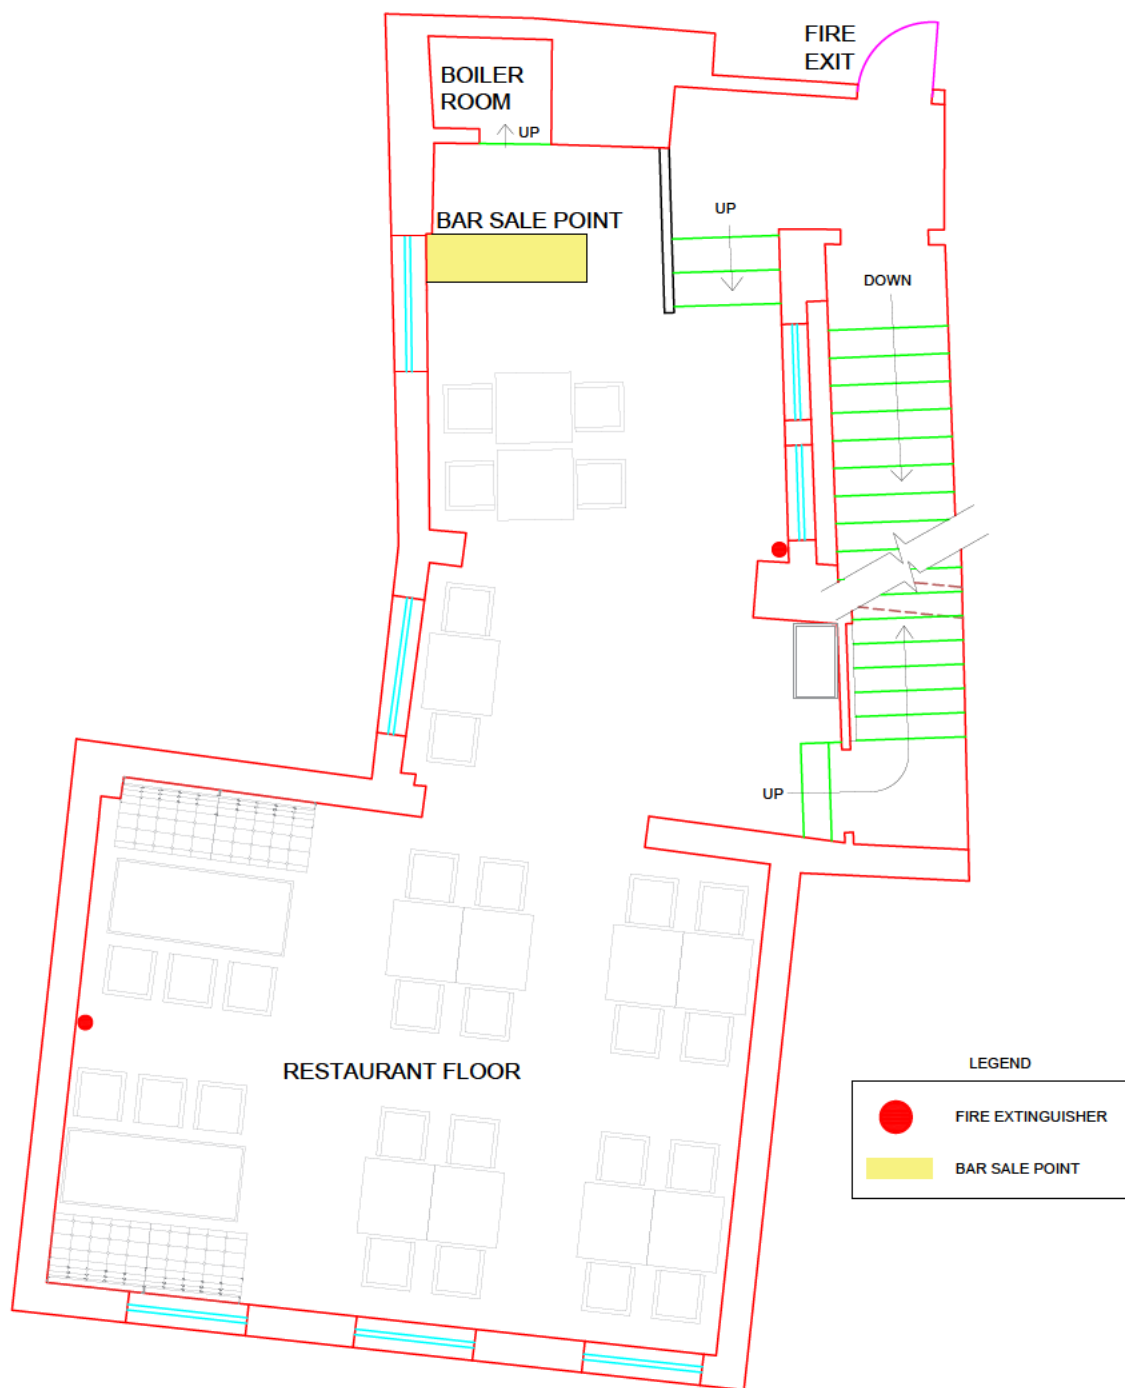 FIRE
EXIT
BOILER
ROOM
UP
BAR SALE POINT
UP
DOWN
UP
RESTAURANT FLOOR
LEGEND
FIRE EXTINGUISHER
BAR SALE POINT